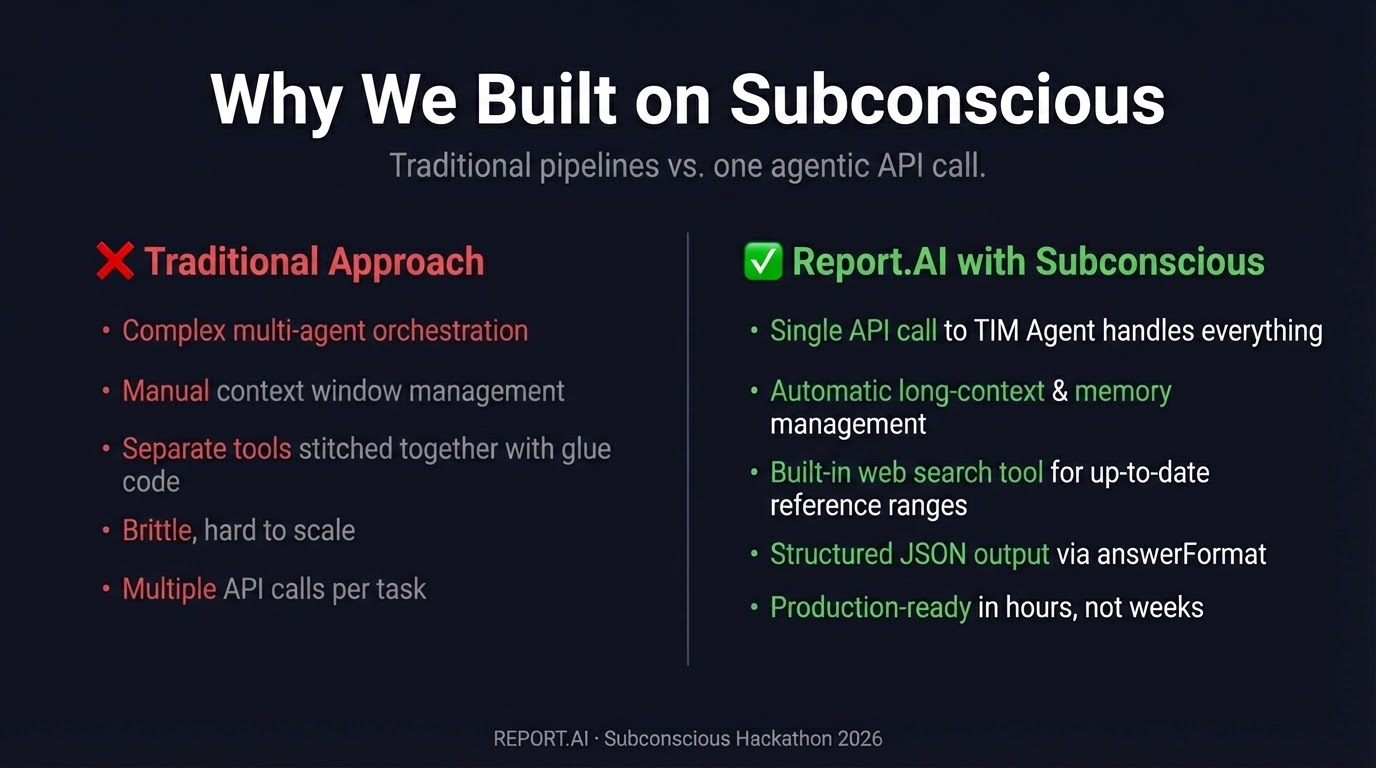 Why We Built on Subconscious
Traditional pipelines vs. one agentic API call.
❌ Traditional Approach
• Complex multi-agent orchestration
• Manual context window management
• Separate tools stitched together with glue
code
• Brittle, hard to scale
• Multiple API calls per task
✅ Report.AI with Subconscious
• Single API call to TIM Agent handles everything
• Automatic long-context & memory
management
• Built-in web search tool for up-to-date
reference ranges
• Structured JSON output via answerFormat
• Production-ready in hours, not weeks
REPORT.AI · Subconscious Hackathon 2026